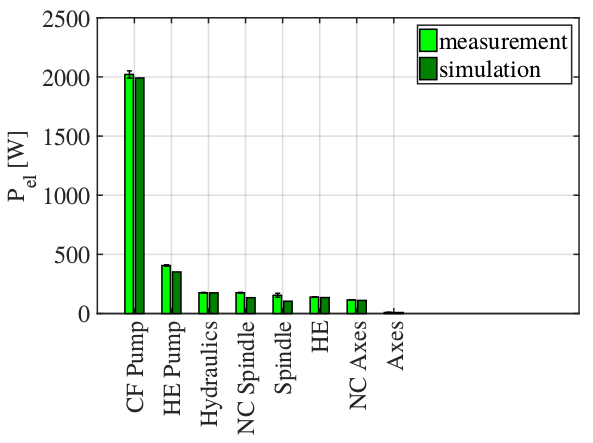 2500
2000
1500
1000
500
0
P_el [W]
measurement
simulation
CF Pump
HE Pump
Hydraulics
NC Spindle
Spindle
HE
NC Axes
Axes